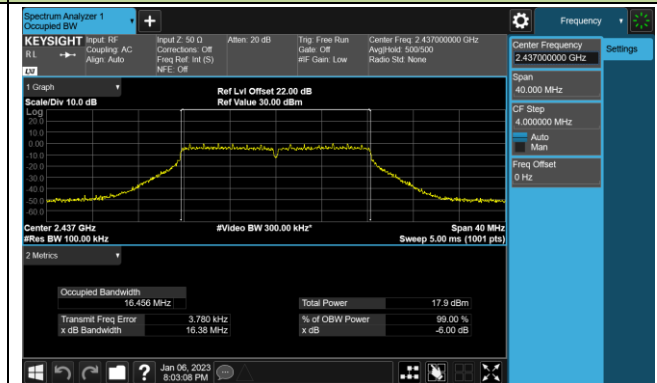 Spectrum Analyzer 1
Occupied BW
+
Frequency
KEYSIGHT
RL
Input: RF
Coupling: AC
Align: Auto
Input Z: 50 Ω
Corrections: Off
Freq Ref: Int (S)
NFE: Off
Atten: 20 dB
Trig: Free Run
Gate: Off
#IF Gain: Low
Center Freq: 2.437000000 GHz
Avg|Hold: 500/500
Radio Std: None
LXI
Center Frequency
2.437000000 GHz
Settings
Span
40.000 MHz
CF Step
4.000000 MHz
Auto
Man
Freq Offset
0 Hz
1 Graph
Scale/Div 10.0 dB
Ref Lvl Offset 22.00 dB
Ref Value 30.00 dBm
Log
20.0
10.0
0.00
-10.0
-20.0
-30.0
-40.0
-50.0
-60.0
Center 2.437 GHz
#Res BW 100.00 kHz
#Video BW 300.00 kHz*
Span 40 MHz
Sweep 5.00 ms (1001 pts)
2 Metrics
Occupied Bandwidth
16.456 MHz
Total Power 17.9 dBm
Transmit Freq Error 3.780 kHz
% of OBW Power 99.00 %
x dB Bandwidth 16.38 MHz
x dB -6.00 dB
?
Jan 06, 2023
8:03:08 PM